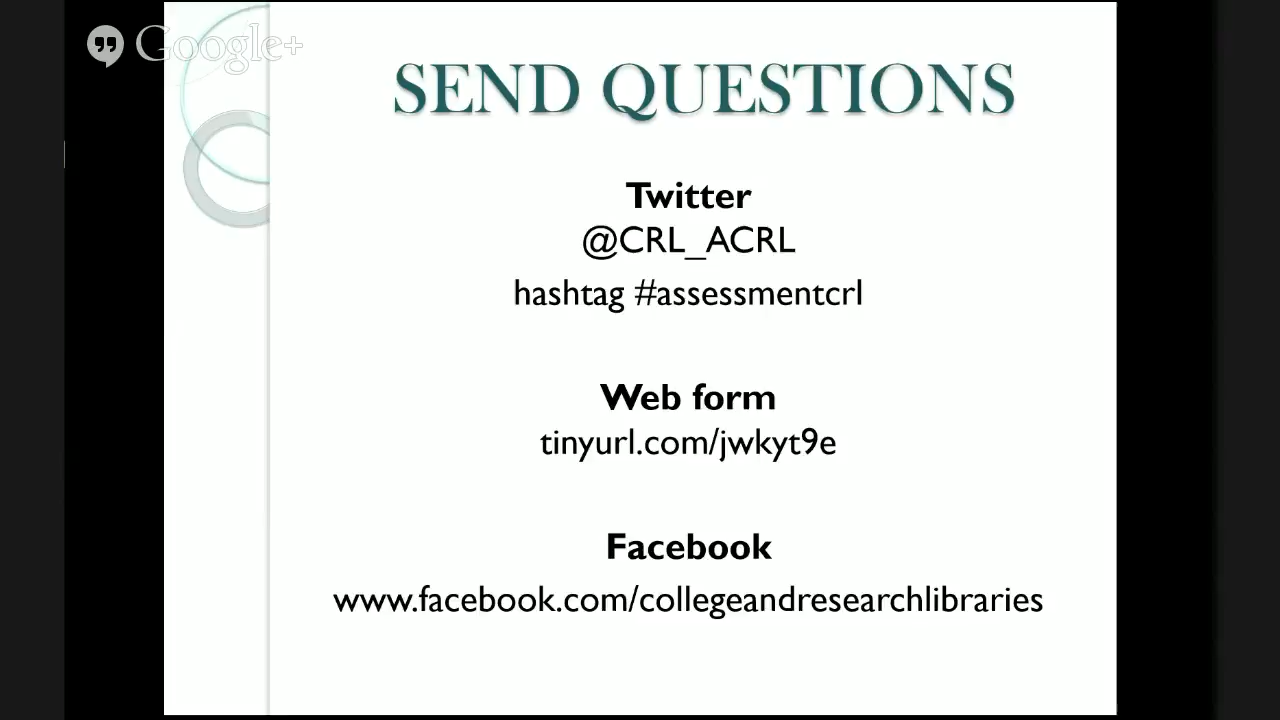 Google+
SEND QUESTIONS
Twitter
@CRL_ACRL
hashtag #assessmentcrl
Web form
tinyurl.com/jwkyt9e
Facebook
www.facebook.com/collegeandresearchlibraries